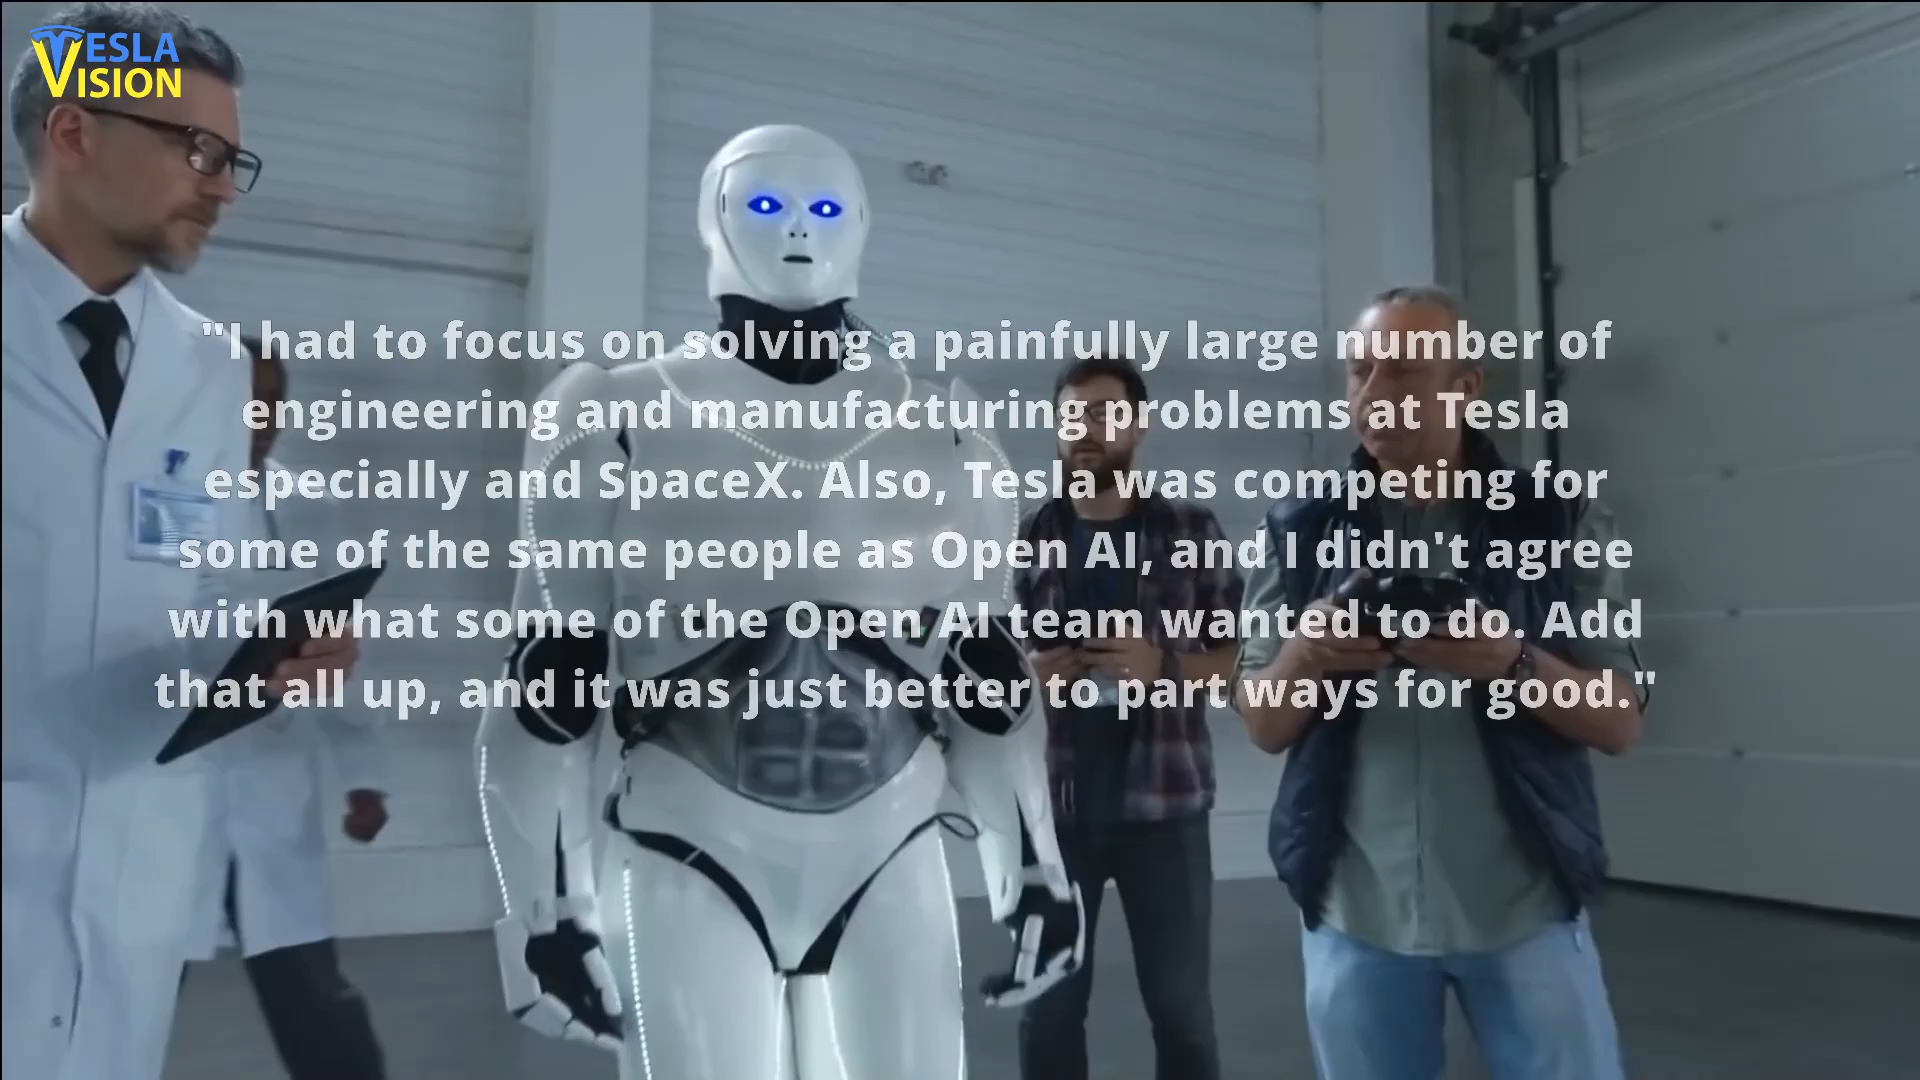 TESLA
VISION
"I had to focus on solving a painfully large number of
engineering and manufacturing problems at Tesla
especially and SpaceX. Also, Tesla was competing for
some of the same people as Open AI, and I didn't agree
with what some of the Open AI team wanted to do. Add
that all up, and it was just better to part ways for good."